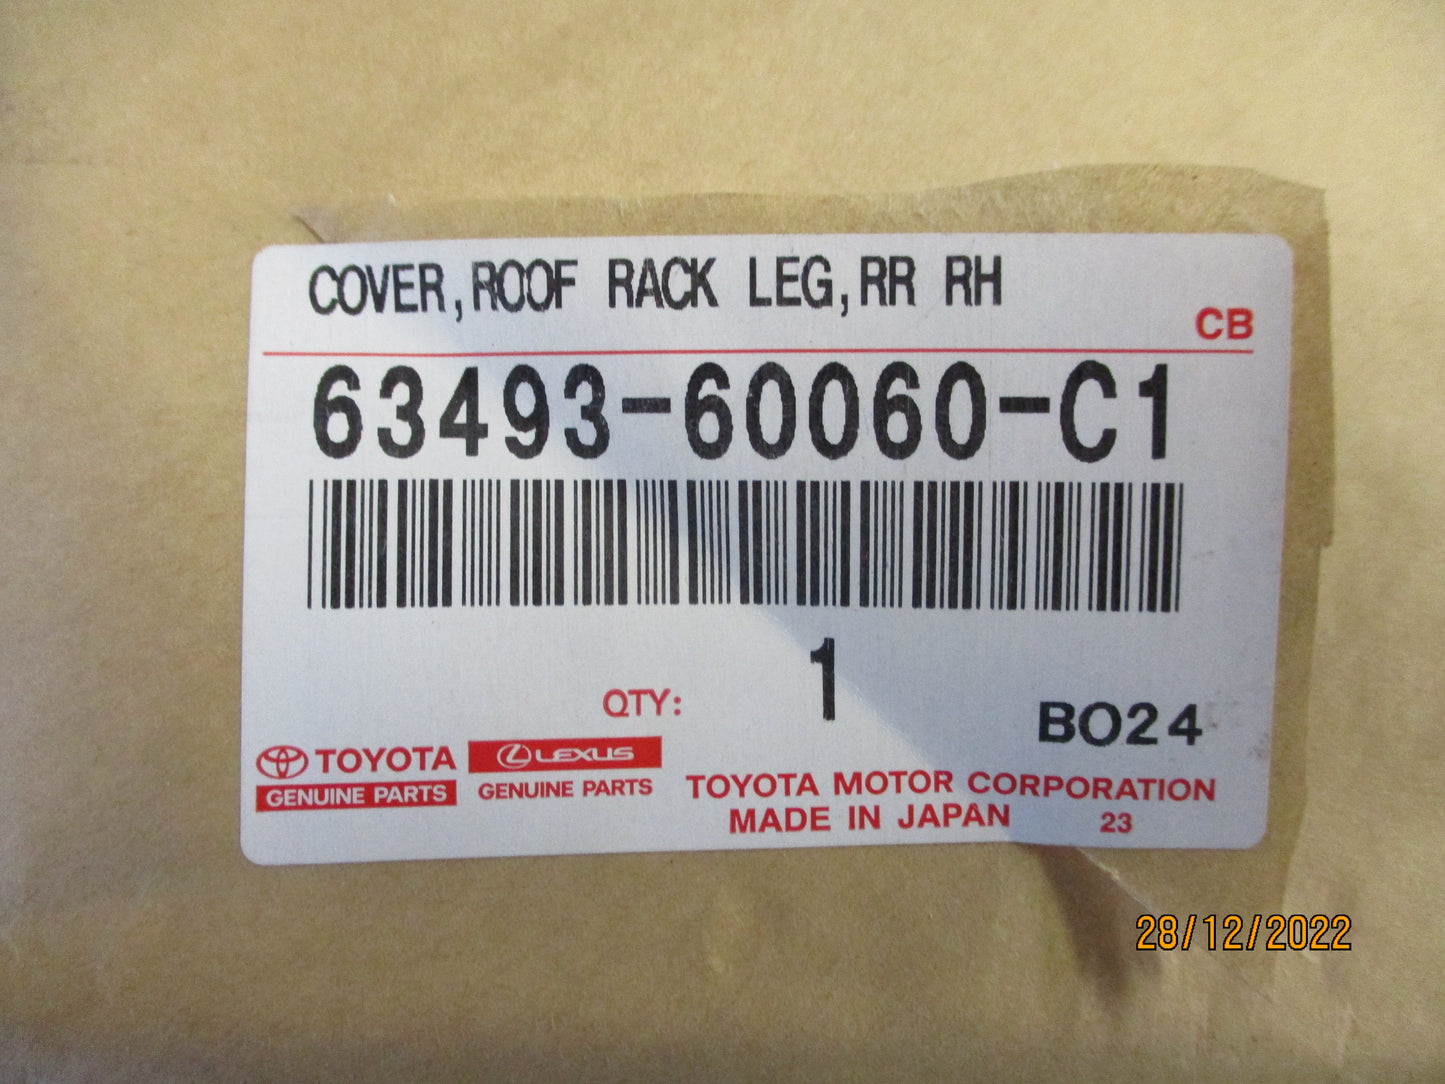 COVER,ROOF RACK LEG,RR RH
CB
63493-60060-C1
QTY: 1
BO24
TOYOTA
GENUINE PARTS
LEXUS
GENUINE PARTS
TOYOTA MOTOR CORPORATION
MADE IN JAPAN 23
28/12/2022